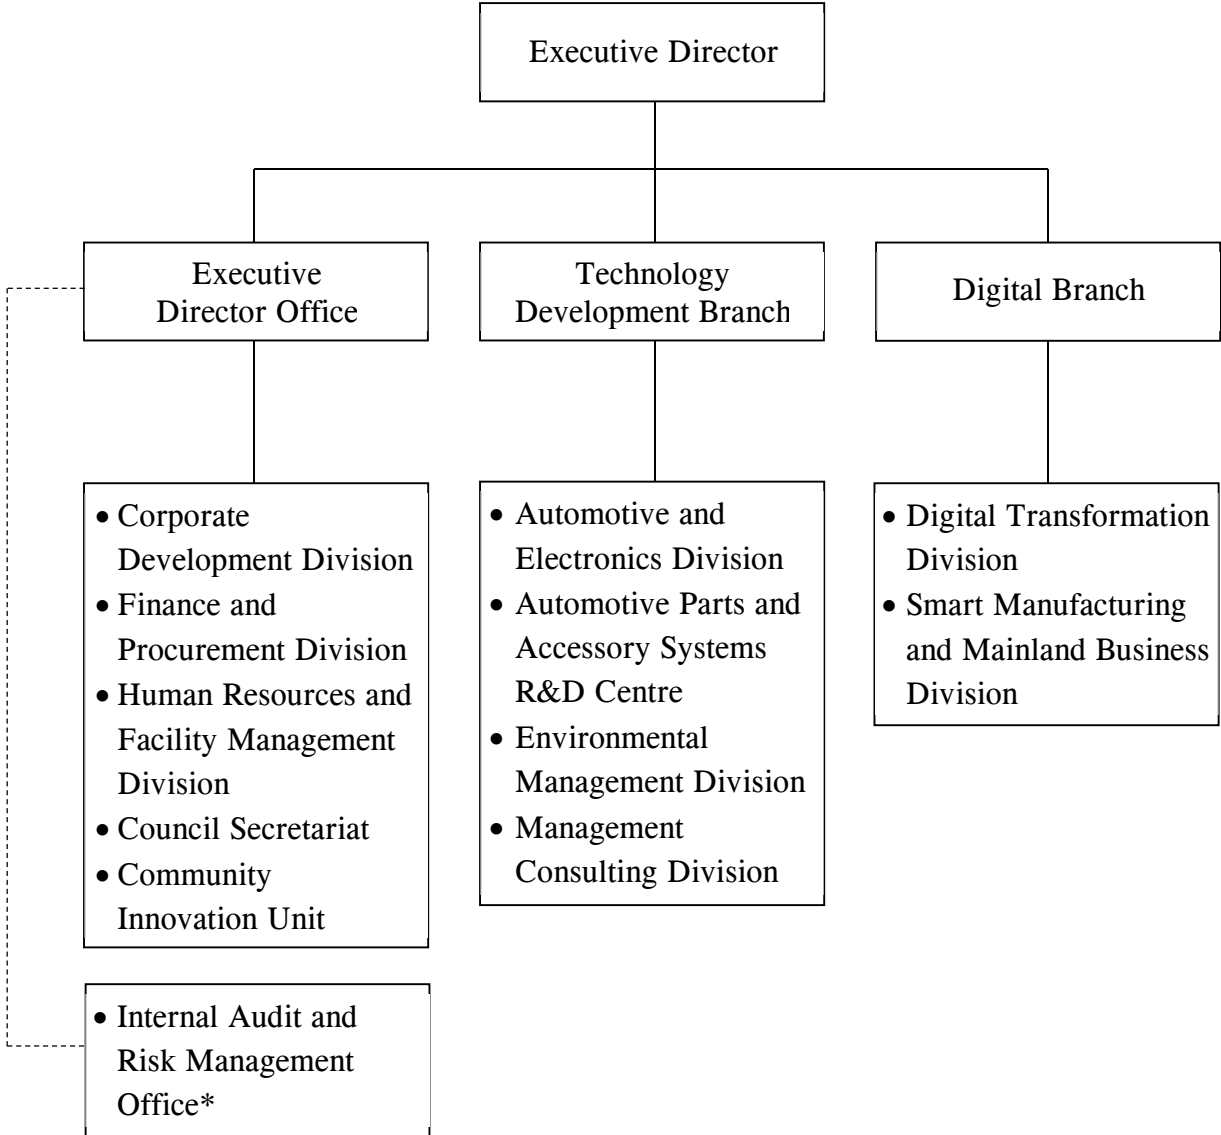 Executive Director
Executive
Director Office
Technology
Development Branch
Digital Branch
• Corporate
Development Division
• Finance and
Procurement Division
• Human Resources and
Facility Management
Division
• Council Secretariat
• Community
Innovation Unit
• Automotive and
Electronics Division
• Automotive Parts and
Accessory Systems
R&D Centre
• Environmental
Management Division
• Management
Consulting Division
• Digital Transformation
Division
• Smart Manufacturing
and Mainland Business
Division
• Internal Audit and
Risk Management
Office*